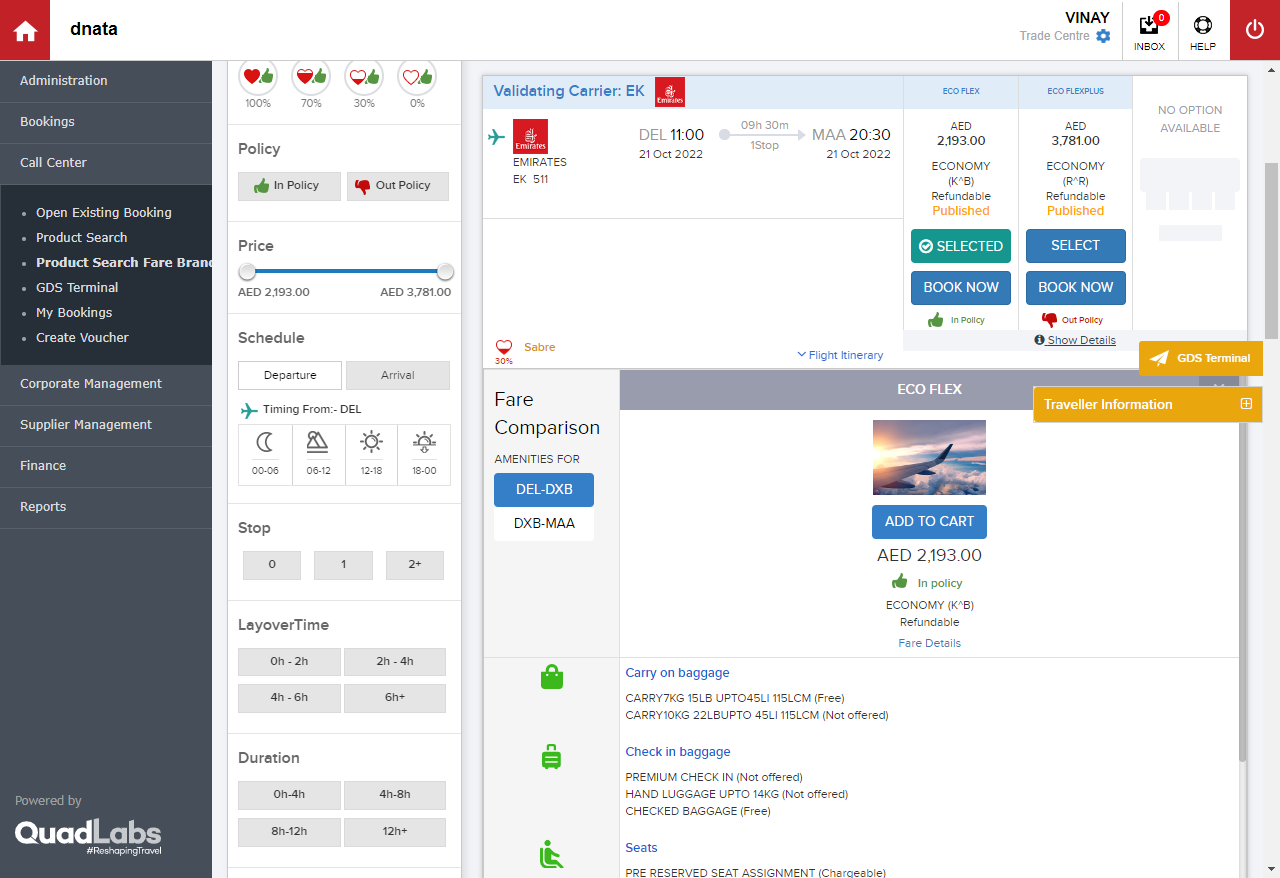 dnata
VINAY
Trade Centre
0
INBOX
HELP
Administration
Bookings
Call Center
Open Existing Booking
Product Search
Product Search Fare Bran
GDS Terminal
My Bookings
Create Voucher
Corporate Management
Supplier Management
Finance
Reports
Powered by
QuadLabs
#ReshapingTravel
100% 70% 30% 0%
Policy
In Policy Out Policy
Price
AED 2,193.00 AED 3,781.00
Schedule
Departure Arrival
Timing From:- DEL
00-06 06-12 12-18 18-00
Stop
0 1 2+
LayoverTime
0h - 2h 2h - 4h
4h - 6h 6h+
Duration
0h-4h 4h-8h
8h-12h 12h+
Validating Carrier: EK
Emirates
Emirates
EMIRATES
EK 511
DEL 11:00
21 Oct 2022
09h 30m
1Stop
MAA 20:30
21 Oct 2022
30%
Sabre
Flight Itinerary
ECO FLEX
AED
2,193.00
ECONOMY
(K^B)
Refundable
Published
SELECTED
BOOK NOW
In Policy
ECO FLEXPLUS
AED
3,781.00
ECONOMY
(R^R)
Refundable
Published
SELECT
BOOK NOW
Out Policy
NO OPTION
AVAILABLE
Show Details
GDS Terminal
Traveller Information
Fare
Comparison
AMENITIES FOR
DEL-DXB
DXB-MAA
ECO FLEX
ADD TO CART
AED 2,193.00
In policy
ECONOMY (K^B)
Refundable
Fare Details
Carry on baggage
CARRY7KG 15LB UPTO45LI 115LCM (Free)
CARRY10KG 22LBUPTO 45LI 115LCM (Not offered)
Check in baggage
PREMIUM CHECK IN (Not offered)
HAND LUGGAGE UPTO 14KG (Not offered)
CHECKED BAGGAGE (Free)
Seats
PRE RESERVED SEAT ASSIGNMENT (Chargeable)